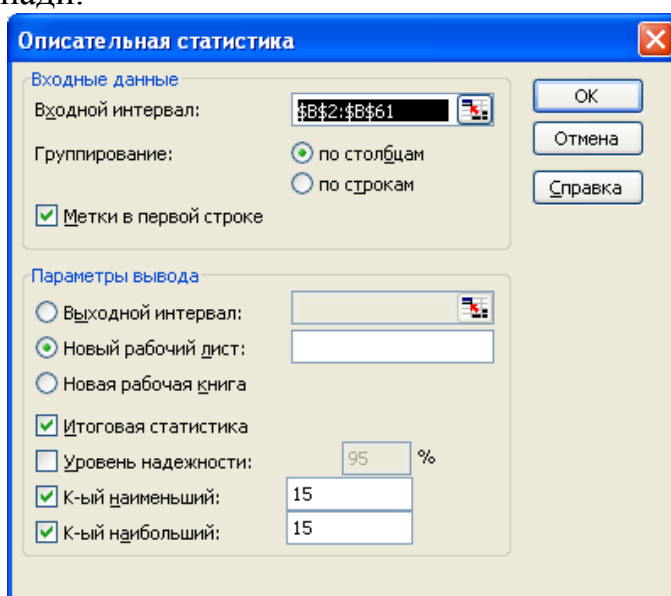 Описательная статистика
Входные данные
Входной интервал: $B$2:$B$61
Группирование: по столбцам
по строкам
Метки в первой строке
ОК
Отмена
Справка
Параметры вывода
Выходной интервал:
Новый рабочий лист:
Новая рабочая книга
Итоговая статистика
Уровень надежности: 95 %
К-ый наименьший: 15
К-ый наибольший: 15